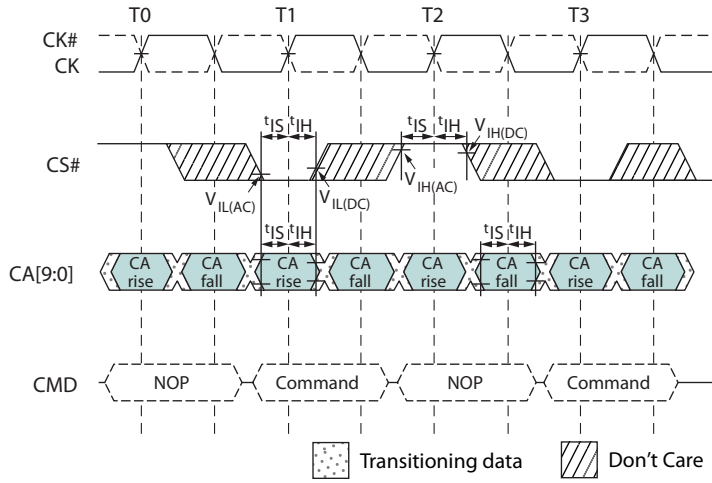 T0 T1 T2 T3
CK#
CK
tIS tIH tIS tIH VIH(DC)
CS#
VIL(AC) VIL(DC) VIH(AC)
tIS tIH tIS tIH
CA[9:0] CA rise CA fall CA rise CA fall CA rise CA fall CA rise CA fall
CMD NOP Command NOP Command
Transitioning data Don't Care